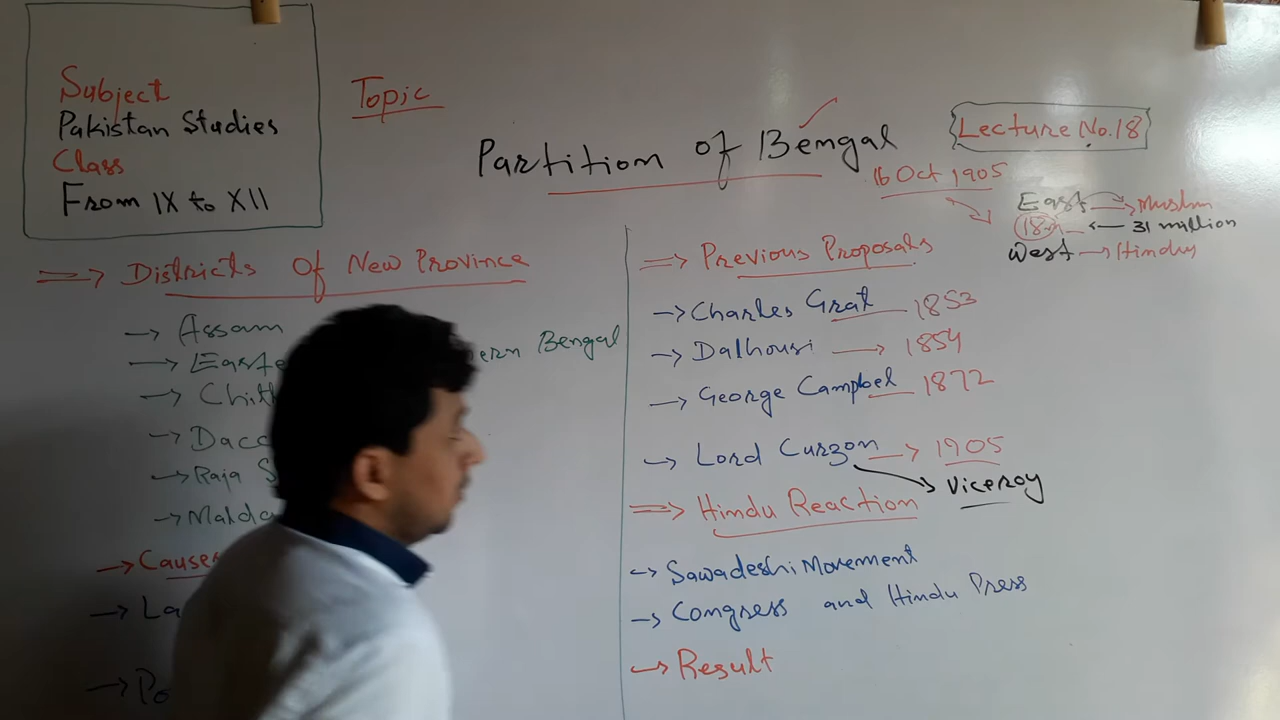 Subject
Pakistan Studies
Class
From IX to XII
Topic
Partition of Bengal
Lecture No.18
16 Oct 1905
East → Muslim
18 ← 31 million
West → Hindus
⇒ Districts Of New Province
→ Assam
→ Easte ern Bengal
→ Chitt
→ Dacc
→ Raja S
→ Malda
→ Causes
→ La
→ Po
⇒ Previous Proposals
→ Charles Grat — 1853
→ Dalhousi → 1854
→ George Campbel — 1872
→ Lord Curzon → 1905
→ Viceroy
⇒ Hindu Reaction
→ Sawadeshi Movement
→ Congress and Hindu Press
→ Result